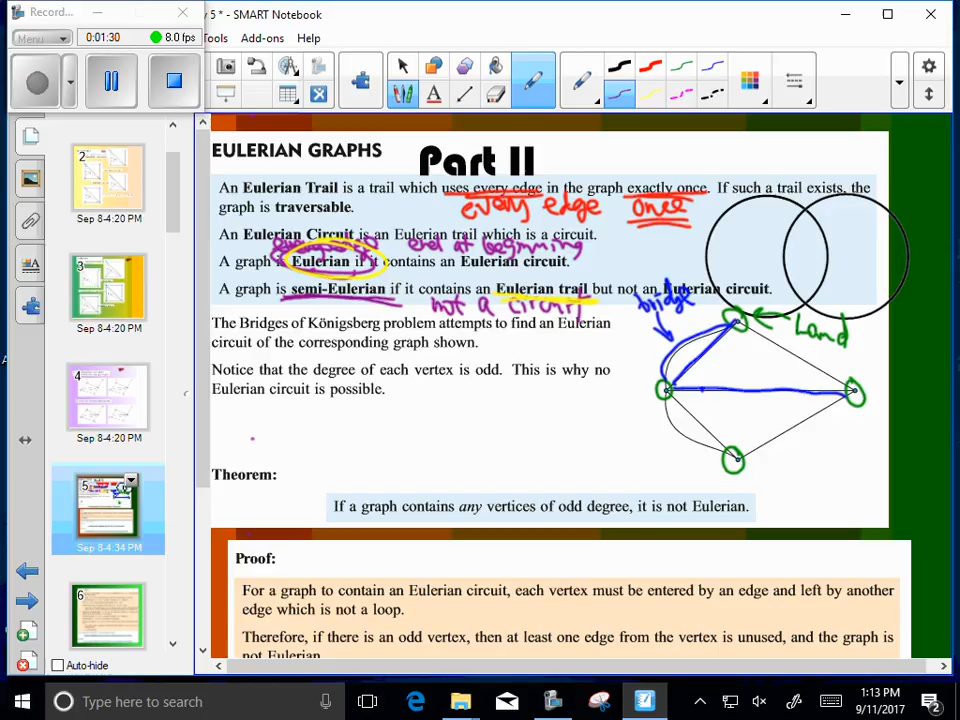 Record...
y 5 * - SMART Notebook
Menu
0:01:30
8.0 fps
Tools Add-ons Help
2
Sep 8-4:20 PM
3
Sep 8-4:20 PM
4
Sep 8-4:20 PM
5
Sep 8-4:34 PM
6
Auto-hide
EULERIAN GRAPHS
Part II
An Eulerian Trail is a trail which uses every edge in the graph exactly once. If such a trail exists, the
graph is traversable.
every edge once
An Eulerian Circuit is an Eulerian trail which is a circuit.
end at beginning
A graph is Eulerian if it contains an Eulerian circuit.
A graph is semi-Eulerian if it contains an Eulerian trail but not an Eulerian circuit.
not a circuit
bridge
Land
The Bridges of Königsberg problem attempts to find an Eulerian
circuit of the corresponding graph shown.
Notice that the degree of each vertex is odd. This is why no
Eulerian circuit is possible.
Theorem:
If a graph contains any vertices of odd degree, it is not Eulerian.
Proof:
For a graph to contain an Eulerian circuit, each vertex must be entered by an edge and left by another
edge which is not a loop.
Therefore, if there is an odd vertex, then at least one edge from the vertex is unused, and the graph is
not Eulerian.
Type here to search
1:13 PM
9/11/2017
2